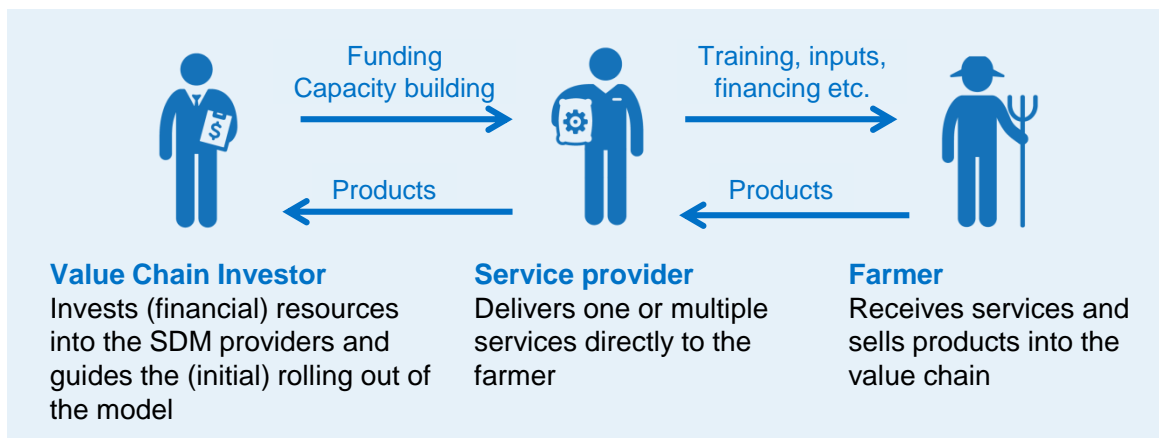 Funding
Capacity building
Training, inputs,
financing etc.
$
Products
Products
Value Chain Investor
Invests (financial) resources
into the SDM providers and
guides the (initial) rolling out of
the model
Service provider
Delivers one or multiple
services directly to the
farmer
Farmer
Receives services and
sells products into the
value chain